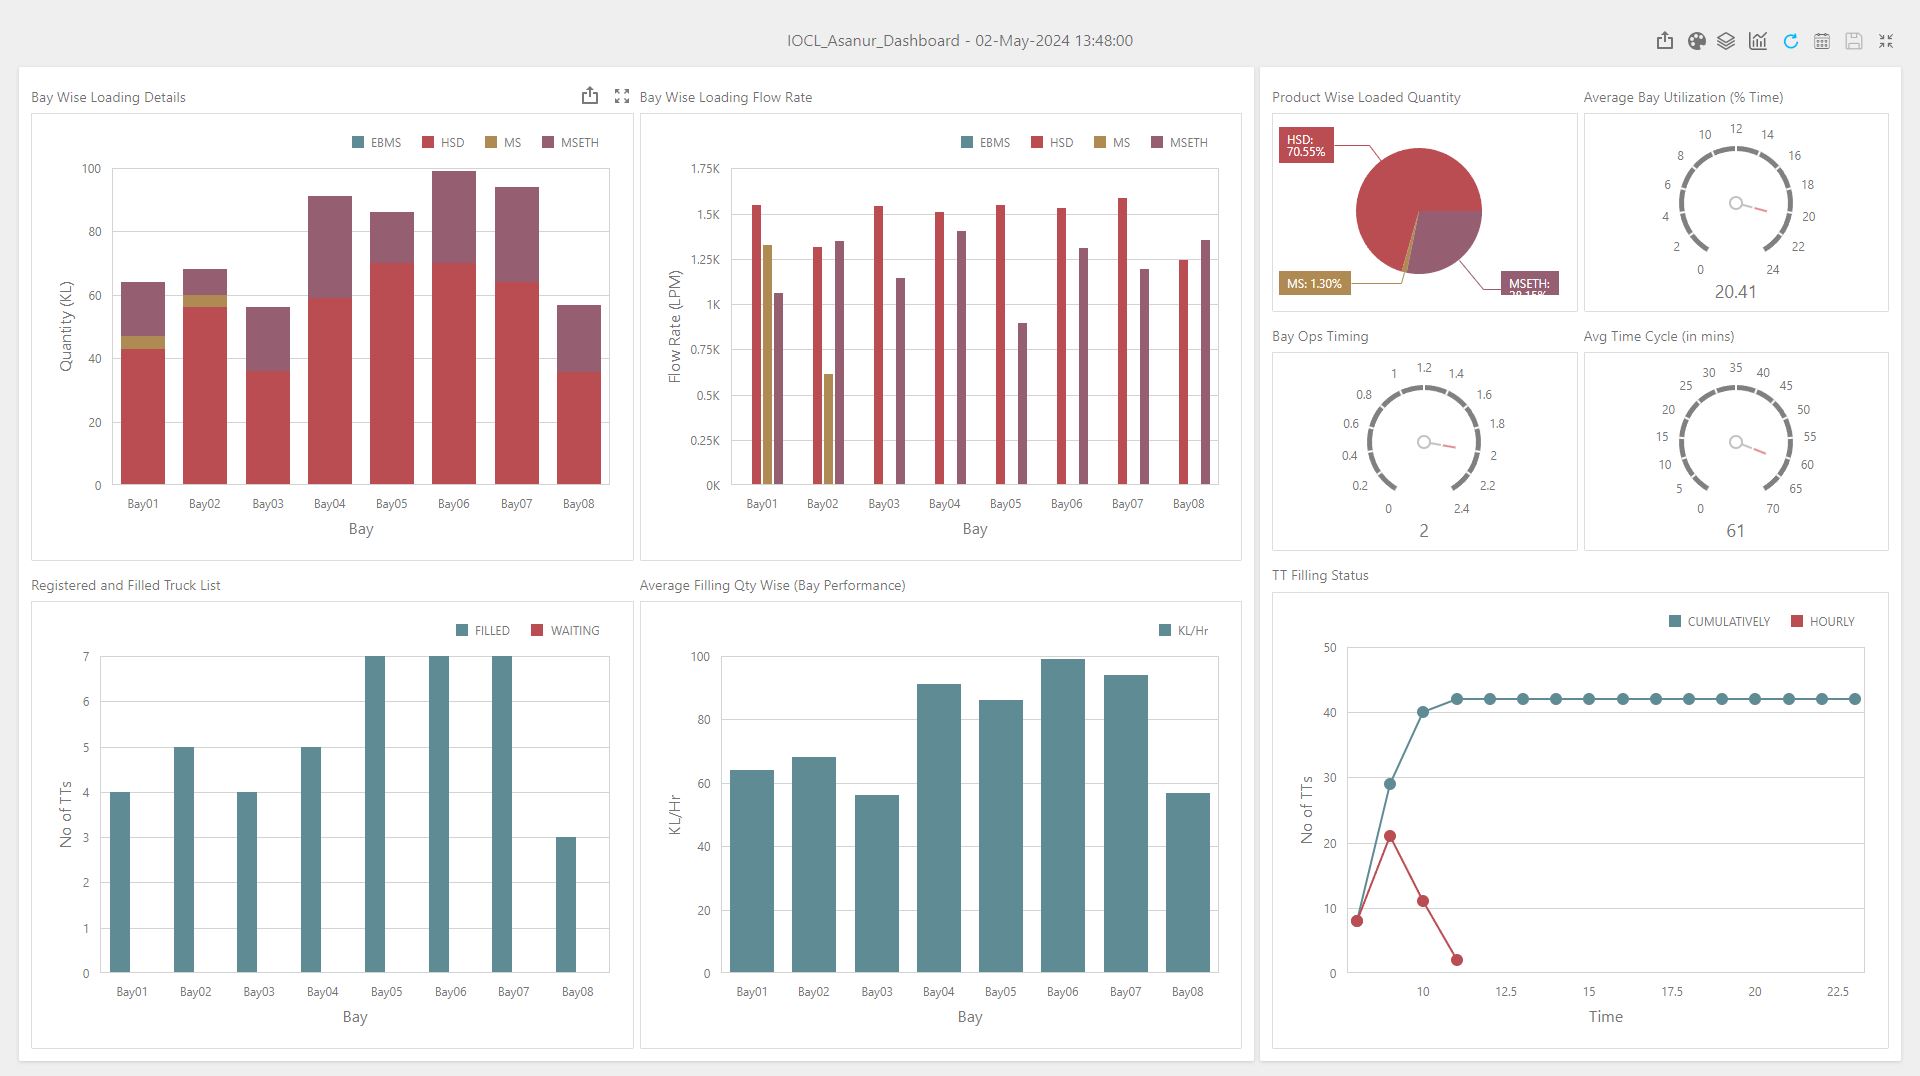 IOCL_Asanur_Dashboard - 02-May-2024 13:48:00
Bay Wise Loading Details
EBMS HSD MS MSETH
100
80
60
40
20
0
Quantity (KL)
Bay01 Bay02 Bay03 Bay04 Bay05 Bay06 Bay07 Bay08
Bay
Bay Wise Loading Flow Rate
EBMS HSD MS MSETH
1.75K
1.5K
1.25K
1K
0.75K
0.5K
0.25K
0K
Flow Rate (LPM)
Bay01 Bay02 Bay03 Bay04 Bay05 Bay06 Bay07 Bay08
Bay
Product Wise Loaded Quantity
HSD:
70.55%
MS: 1.30%
MSETH:
Average Bay Utilization (% Time)
0 2 4 6 8 10 12 14 16 18 20 22 24
20.41
Bay Ops Timing
0 0.2 0.4 0.6 0.8 1 1.2 1.4 1.6 1.8 2 2.2 2.4
2
Avg Time Cycle (in mins)
0 5 10 15 20 25 30 35 40 45 50 55 60 65 70
61
Registered and Filled Truck List
FILLED WAITING
7
6
5
4
3
2
1
0
No of TTs
Bay01 Bay02 Bay03 Bay04 Bay05 Bay06 Bay07 Bay08
Bay
Average Filling Qty Wise (Bay Performance)
KL/Hr
100
80
60
40
20
0
KL/Hr
Bay01 Bay02 Bay03 Bay04 Bay05 Bay06 Bay07 Bay08
Bay
TT Filling Status
CUMULATIVELY HOURLY
50
40
30
20
10
0
No of TTs
10 12.5 15 17.5 20 22.5
Time